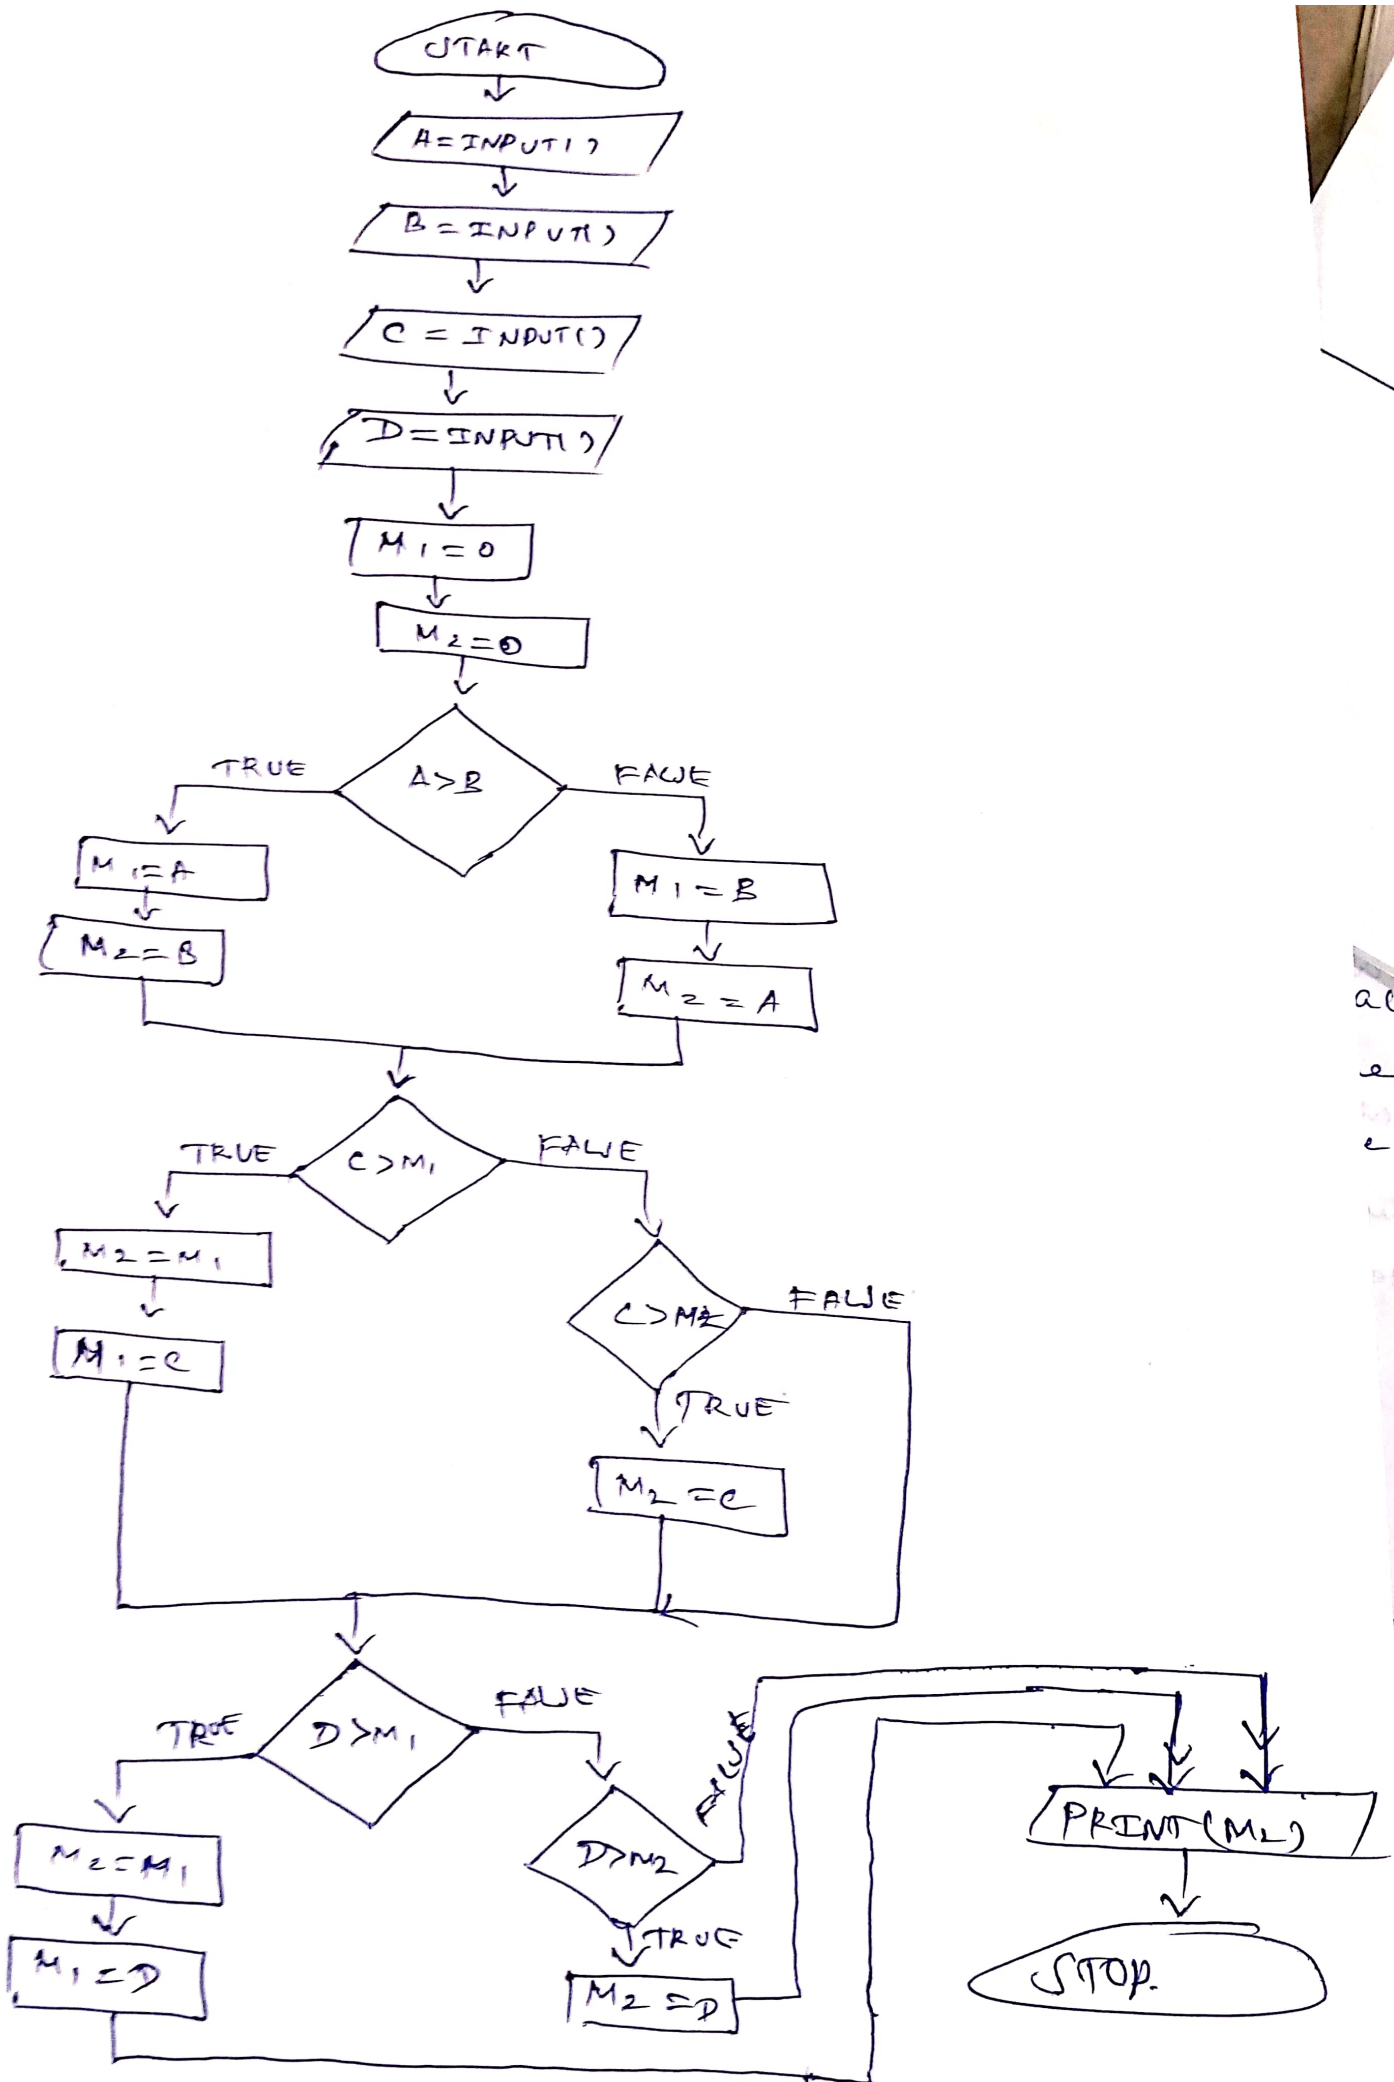 START
A=INPUT()
B=INPUT()
C=INPUT()
D=INPUT()
M1=0
M2=0
A>B
TRUE
FALSE
M1=A
M2=B
M1=B
M2=A
C>M1
TRUE
FALSE
M2=M1
M1=C
C>M2
FALSE
TRUE
M2=C
D>M1
TRUE
FALSE
M2=M1
M1=D
D>M2
FALSE
TRUE
M2=D
PRINT(M2)
STOP.